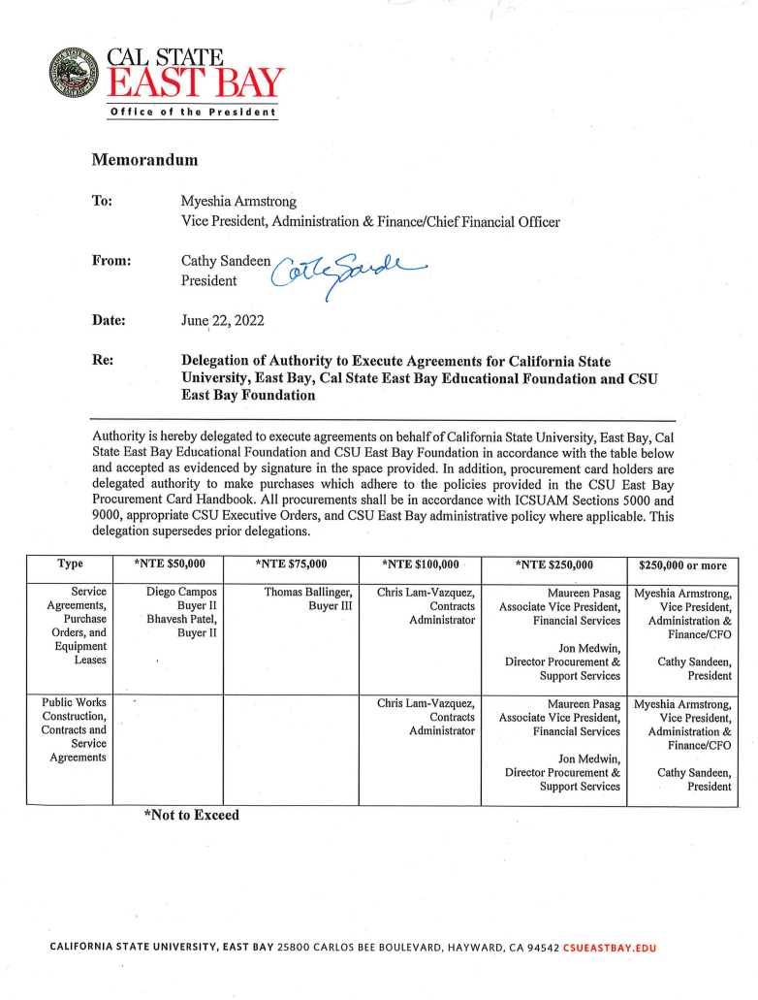 CAL STATE
EAST BAY
Office of the President
Memorandum
To: Myeshia Armstrong
Vice President, Administration & Finance/Chief Financial Officer
From: Cathy Sandeen
President
Date: June 22, 2022
Re: Delegation of Authority to Execute Agreements for California State
University, East Bay, Cal State East Bay Educational Foundation and CSU
East Bay Foundation
Authority is hereby delegated to execute agreements on behalf of California State University, East Bay, Cal
State East Bay Educational Foundation and CSU East Bay Foundation in accordance with the table below
and accepted as evidenced by signature in the space provided. In addition, procurement card holders are
delegated authority to make purchases which adhere to the policies provided in the CSU East Bay
Procurement Card Handbook. All procurements shall be in accordance with ICSUAM Sections 5000 and
9000, appropriate CSU Executive Orders, and CSU East Bay administrative policy where applicable. This
delegation supersedes prior delegations.
Type *NTE $50,000 *NTE $75,000 *NTE $100,000 *NTE $250,000 $250,000 or more
Service
Agreements,
Purchase
Orders, and
Equipment
Leases
Diego Campos
Buyer II
Bhavesh Patel,
Buyer II
Thomas Ballinger,
Buyer III
Chris Lam-Vazquez,
Contracts
Administrator
Maureen Pasag
Associate Vice President,
Financial Services
Jon Medwin,
Director Procurement &
Support Services
Myeshia Armstrong,
Vice President,
Administration &
Finance/CFO
Cathy Sandeen,
President
Public Works
Construction,
Contracts and
Service
Agreements
Chris Lam-Vazquez,
Contracts
Administrator
Maureen Pasag
Associate Vice President,
Financial Services
Jon Medwin,
Director Procurement &
Support Services
Myeshia Armstrong,
Vice President,
Administration &
Finance/CFO
Cathy Sandeen,
President
*Not to Exceed
CALIFORNIA STATE UNIVERSITY, EAST BAY 25800 CARLOS BEE BOULEVARD, HAYWARD, CA 94542 CSUEASTBAY.EDU